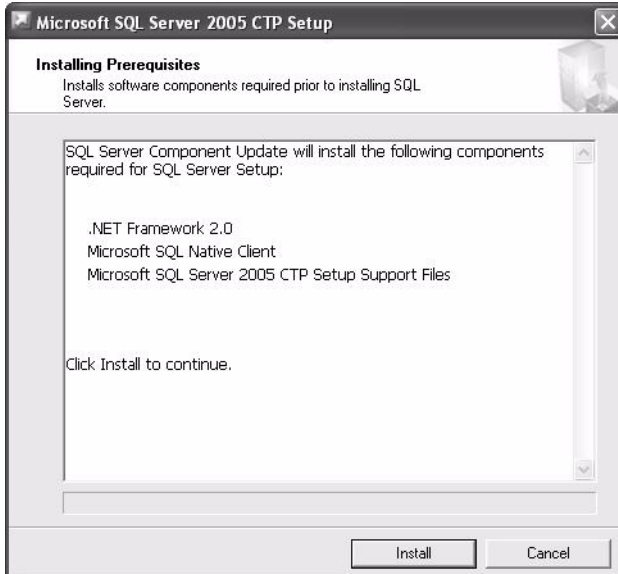 Microsoft SQL Server 2005 CTP Setup
Installing Prerequisites
Installs software components required prior to installing SQL
Server.
SQL Server Component Update will install the following components
required for SQL Server Setup:
.NET Framework 2.0
Microsoft SQL Native Client
Microsoft SQL Server 2005 CTP Setup Support Files
Click Install to continue.
Install
Cancel